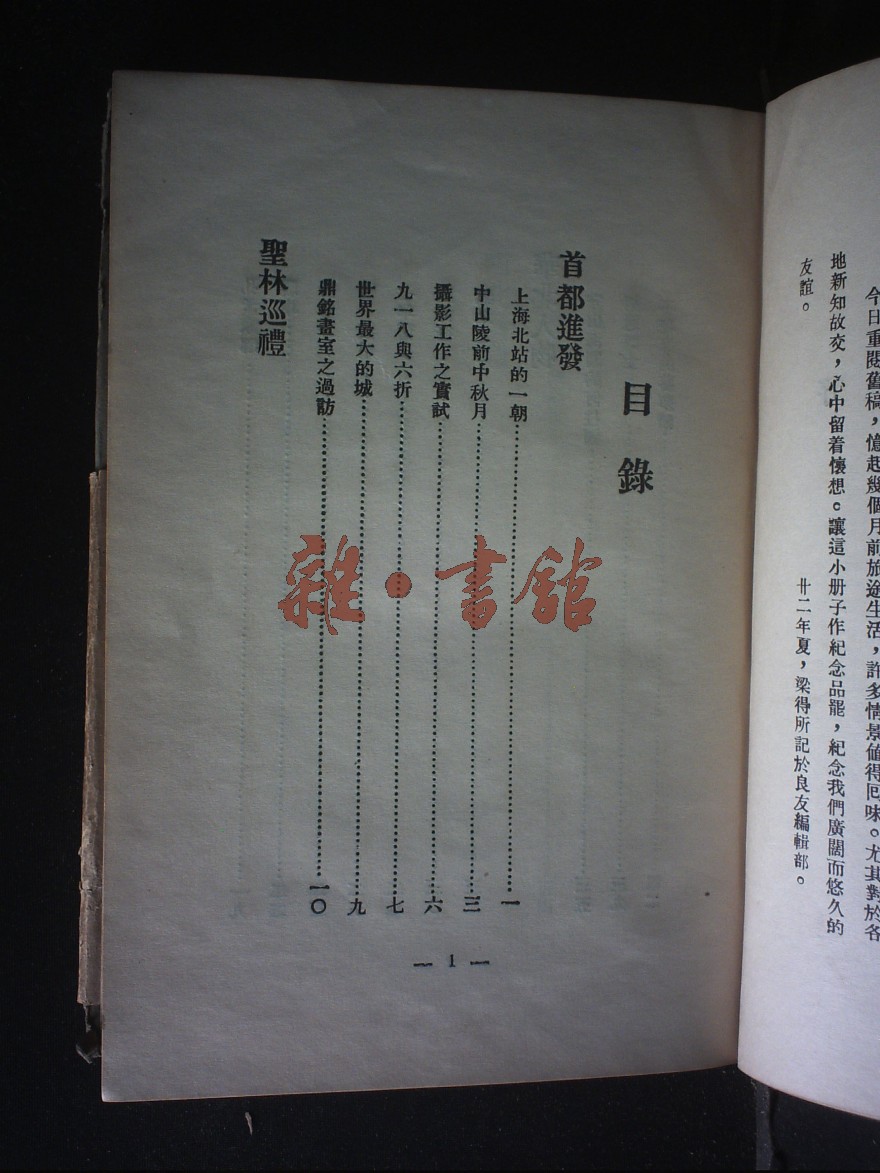 今日重閱舊稿，憶起幾個月前旅途生活，許多情景值得囘味。尤其對於各
地新知故交，心中留着懷想。讓這小册子作紀念品罷，紀念我們廣闊而悠久的
友誼。
廿二年夏，梁得所記於良友編輯部。
目錄
首都進發
上海北站的一朝……一
中山陵前中秋月……三
攝影工作之實試……六
九一八與六折……七
世界最大的城……九
鼎銘畫室之過訪……一〇
聖林巡禮
— 1 —
雜·書館